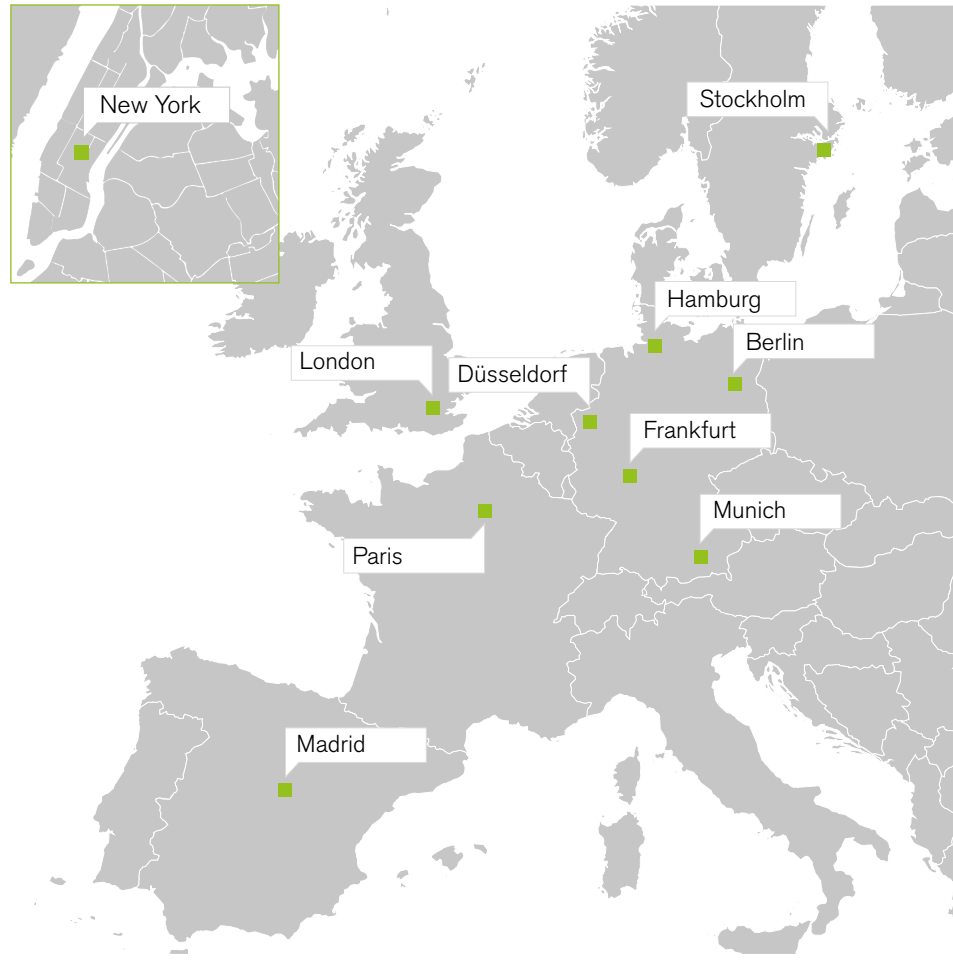 New York
Stockholm
Hamburg
Berlin
London
Düsseldorf
Frankfurt
Munich
Paris
Madrid